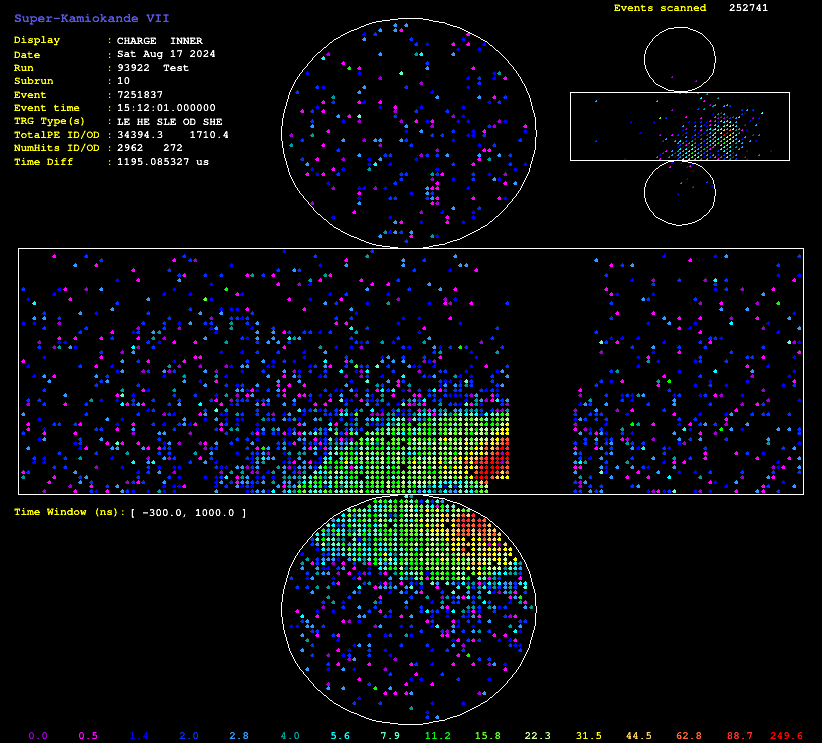 Super-Kamiokande VII
Events scanned 252741
Display : CHARGE INNER
Date : Sat Aug 17 2024
Run : 93922 Test
Subrun : 10
Event : 7251837
Event time : 15:12:01.000000
TRG Type(s) : LE HE SLE OD SHE
TotalPE ID/OD : 34394.3 1710.4
NumHits ID/OD : 2962 272
Time Diff : 1195.085327 us
Time Window (ns): [ -300.0, 1000.0 ]
0.0 0.5 1.4 2.0 2.8 4.0 5.6 7.9 11.2 15.8 22.3 31.5 44.5 62.8 88.7 249.6